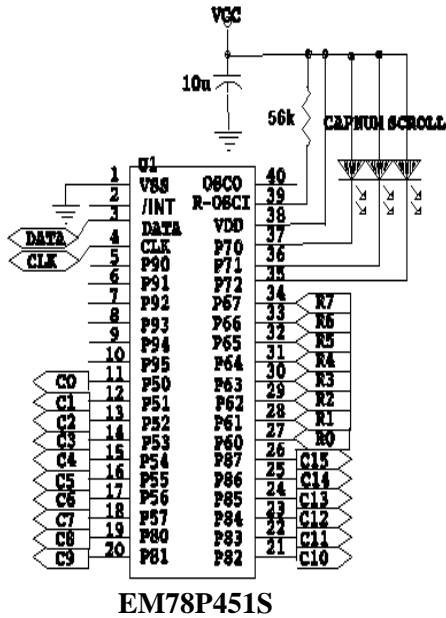 VCC
10u
56k
CAP NUM SCROLL
U1
1 VSS OSCO 40
2 /INT R-OSCI 39
3 DATA VDD 38
4 CLK P70 37
5 P90 P71 36
6 P91 P72 35
7 P92 P67 34 R7
8 P93 P66 33 R6
9 P94 P65 32 R5
10 P95 P64 31 R4
C0 11 P50 P63 30 R3
C1 12 P51 P62 29 R2
C2 13 P52 P61 28 R1
C3 14 P53 P60 27 R0
C4 15 P54 P87 26 C15
C5 16 P55 P86 25 C14
C6 17 P56 P85 24 C13
C7 18 P57 P84 23 C12
C8 19 P80 P83 22 C11
C9 20 P81 P82 21 C10
DATA
CLK
EM78P451S